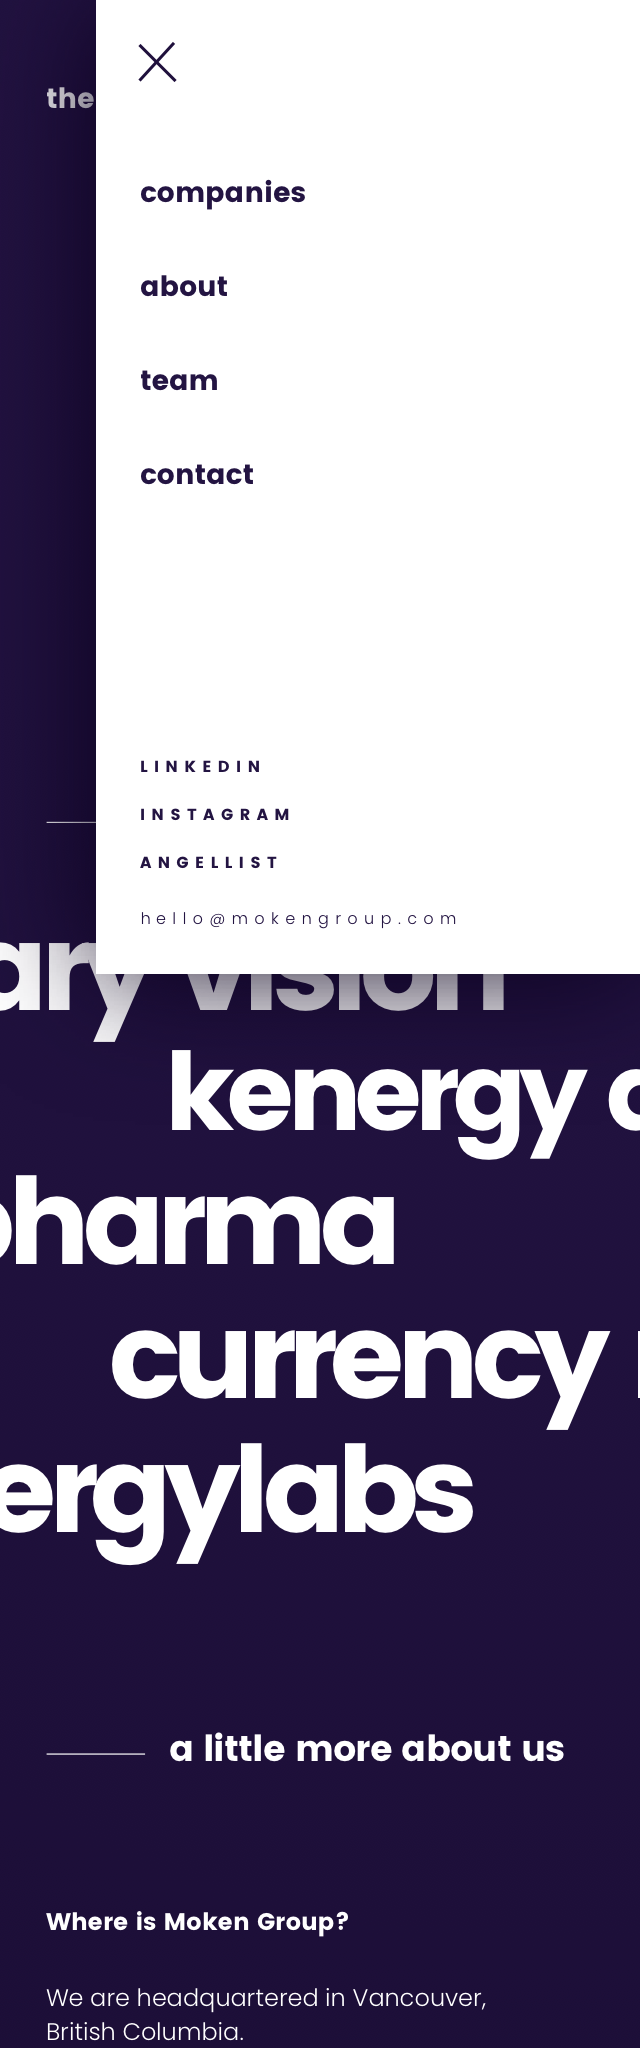 the
companies
about
team
contact
LINKEDIN
INSTAGRAM
ANGELLIST
hello@mokengroup.com
ary vision
kenergy
pharma
currency
ergylabs
a little more about us
Where is Moken Group?
We are headquartered in Vancouver,
British Columbia.